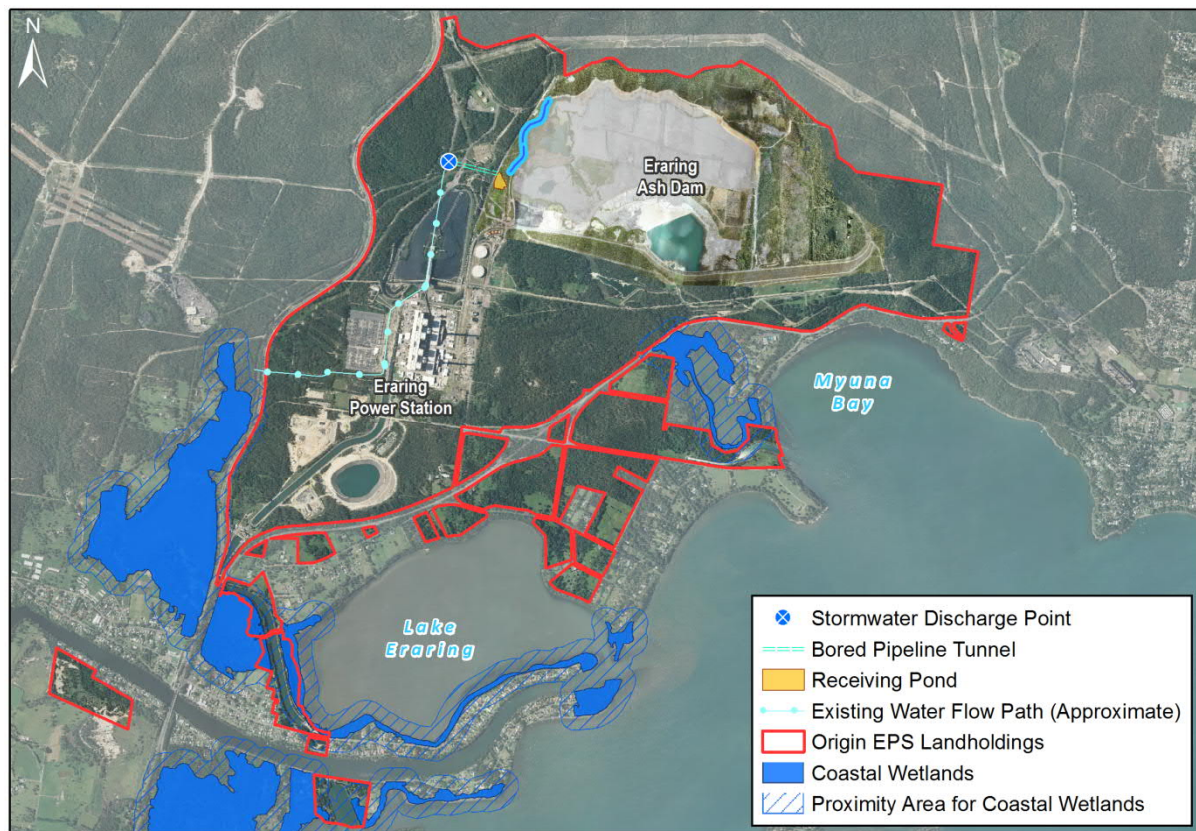 N
Eraring
Ash Dam
Myuna
Bay
Eraring
Power Station
Lake
Eraring
Stormwater Discharge Point
Bored Pipeline Tunnel
Receiving Pond
Existing Water Flow Path (Approximate)
Origin EPS Landholdings
Coastal Wetlands
Proximity Area for Coastal Wetlands